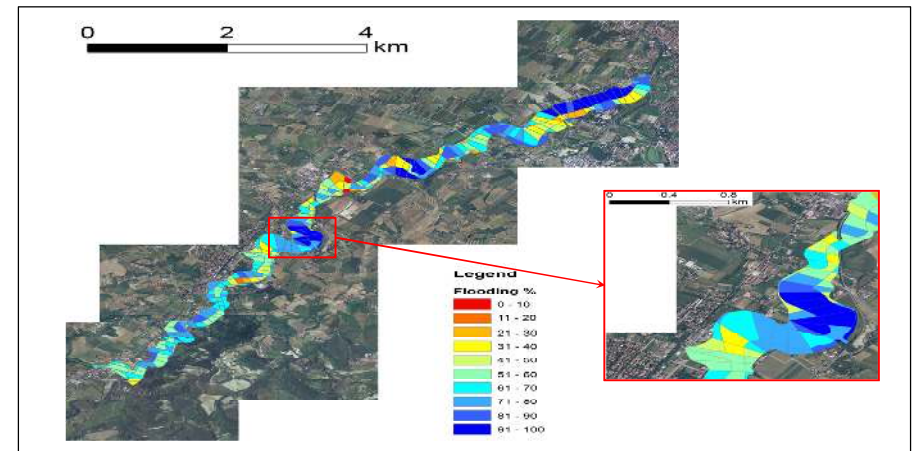 0 2 4
km
0 0.4 0.8
km
Legend
Flooding %
0 - 10
11 - 20
21 - 30
31 - 40
41 - 50
51 - 60
61 - 70
71 - 80
81 - 90
91 - 100